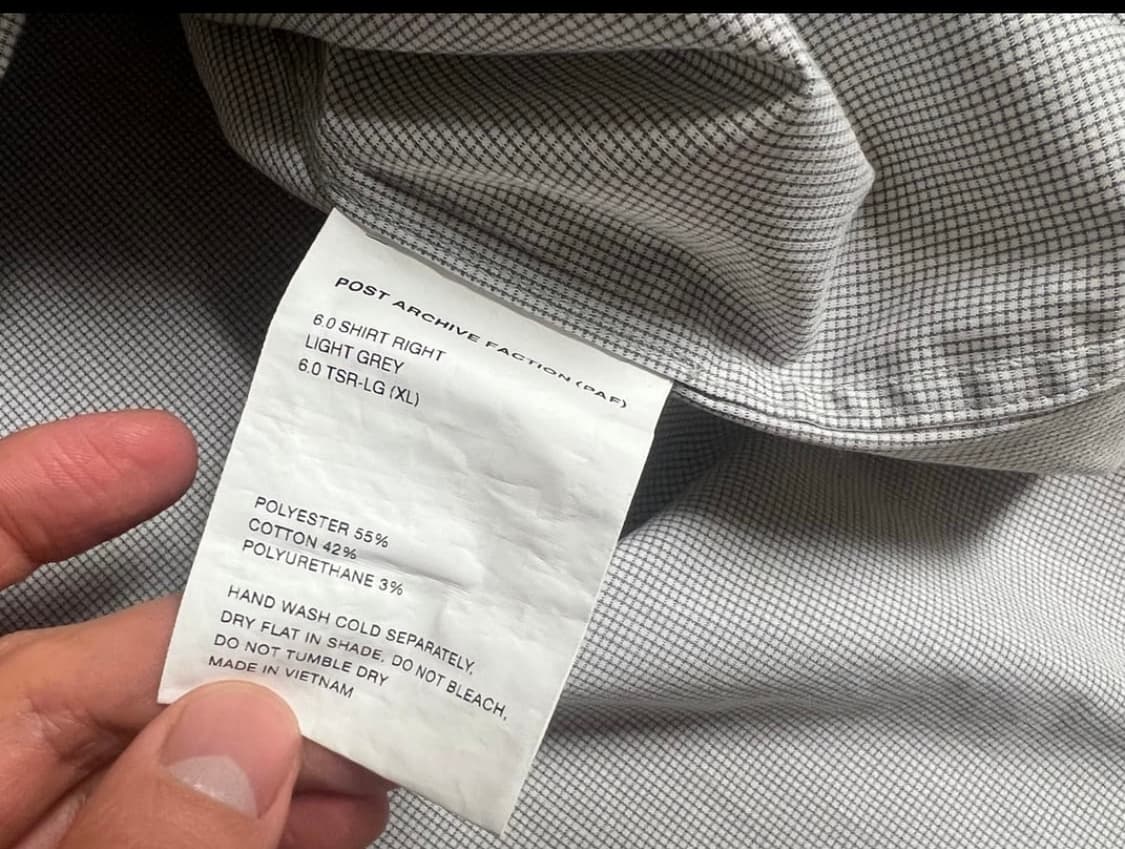 POST ARCHIVE FACTION (PAF)
6.0 SHIRT RIGHT
LIGHT GREY
6.0 TSR-LG (XL)
POLYESTER 55%
COTTON 42%
POLYURETHANE 3%
HAND WASH COLD SEPARATELY,
DRY FLAT IN SHADE, DO NOT BLEACH,
DO NOT TUMBLE DRY
MADE IN VIETNAM